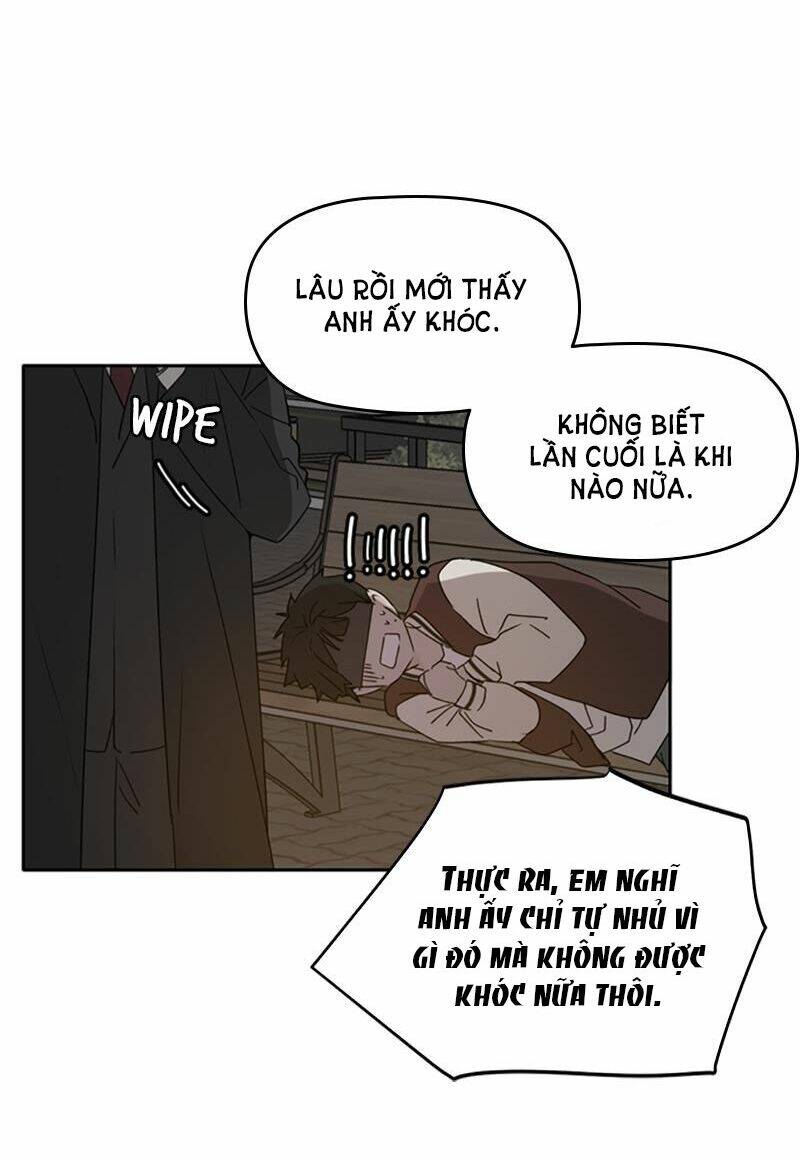 LÂU RỒI MỚI THẤY
ANH ẤY KHÓC.
WIPE
KHÔNG BIẾT
LẦN CUỐI LÀ KHI
NÀO NỮA.
!!!!!!
THỰC RA, EM NGHĨ
ANH ẤY CHỈ TỰ NHỦ VÌ
GÌ ĐÓ MÀ KHÔNG ĐƯỢC
KHÓC NỮA THÔI.